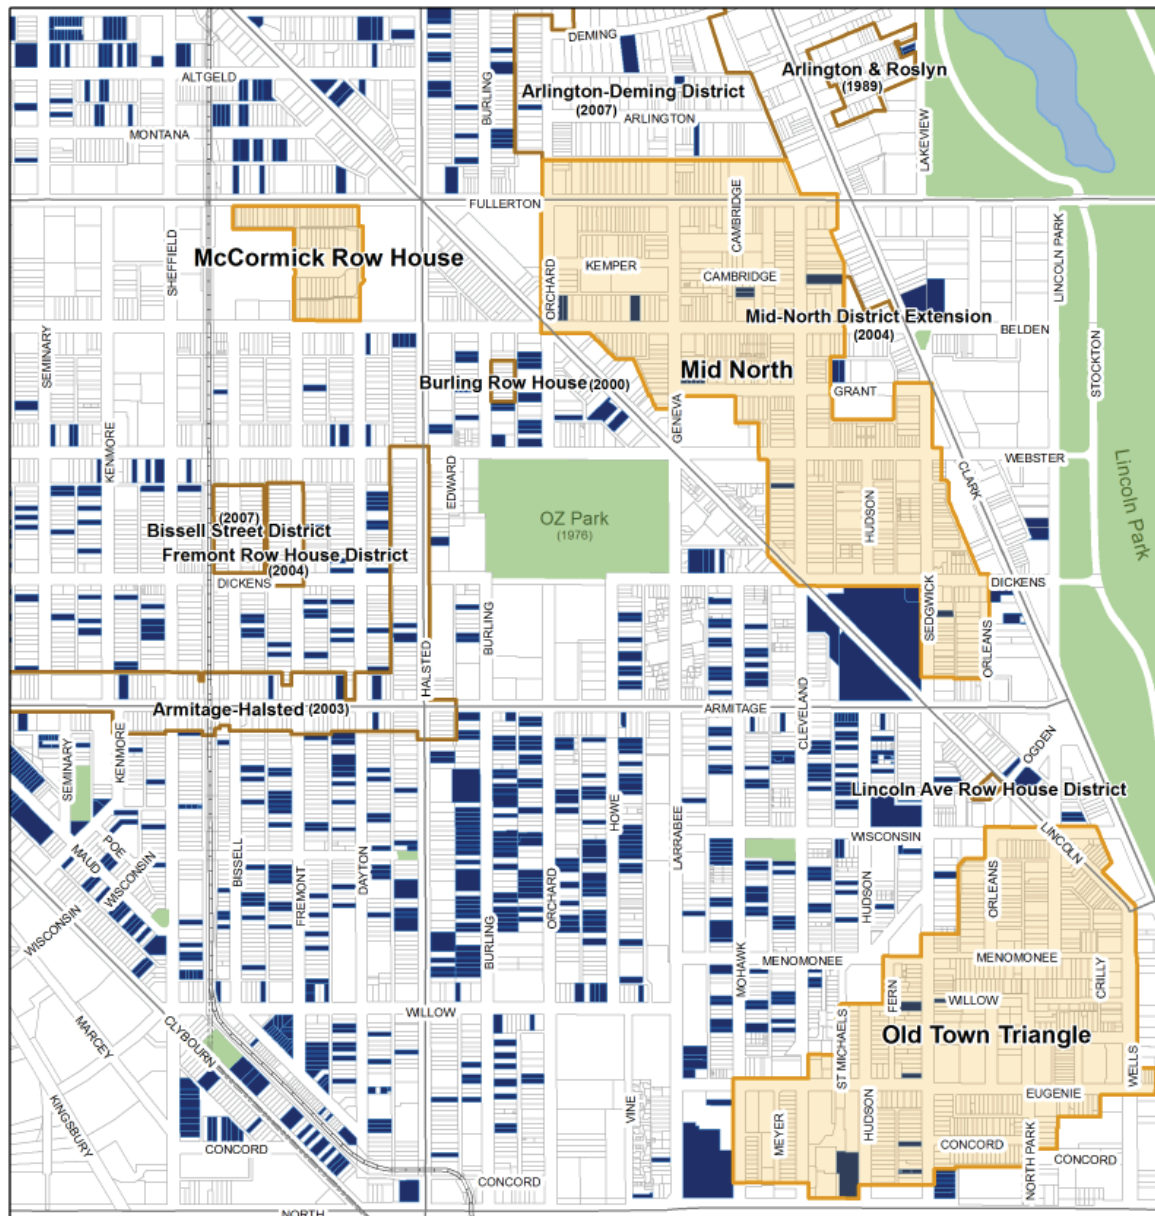 DEMING
ALTGELD
BURLING
Arlington-Deming District
(2007)
ARLINGTON
Arlington & Roslyn
(1989)
LAKEVIEW
MONTANA
FULLERTON
CAMBRIDGE
LINCOLN PARK
SHEFFIELD
McCormick Row House
ORCHARD
KEMPER
CAMBRIDGE
Mid-North District Extension
(2004)
BELDEN
STOCKTON
SEMINARY
Burling Row House (2000)
Mid North
GRANT
GENEVA
KENMORE
WEBSTER
CLARK
Lincoln Park
EDWARD
OZ Park
(1976)
HUDSON
(2007)
Bissell Street District
Fremont Row House District
(2004)
DICKENS
DICKENS
SEDGWICK
ORLEANS
BURLING
HALSTED
Armitage-Halsted (2003)
ARMITAGE
CLEVELAND
OGDEN
SEMINARY
KENMORE
Lincoln Ave Row House District
HOWE
LARRABEE
WISCONSIN
LINCOLN
POE
MAUD
WISCONSIN
BISSELL
FREMONT
DAYTON
ORCHARD
BURLING
HUDSON
ORLEANS
WISCONSIN
MOHAWK
MENOMONEE
MENOMONEE
CRILLY
FERN
WILLOW
WILLOW
Old Town Triangle
MARCEY
CLYBOURN
ST MICHAELS
WELLS
KINGSBURY
VINE
MEYER
HUDSON
EUGENIE
CONCORD
CONCORD
CONCORD
NORTH PARK
CONCORD
NORTH